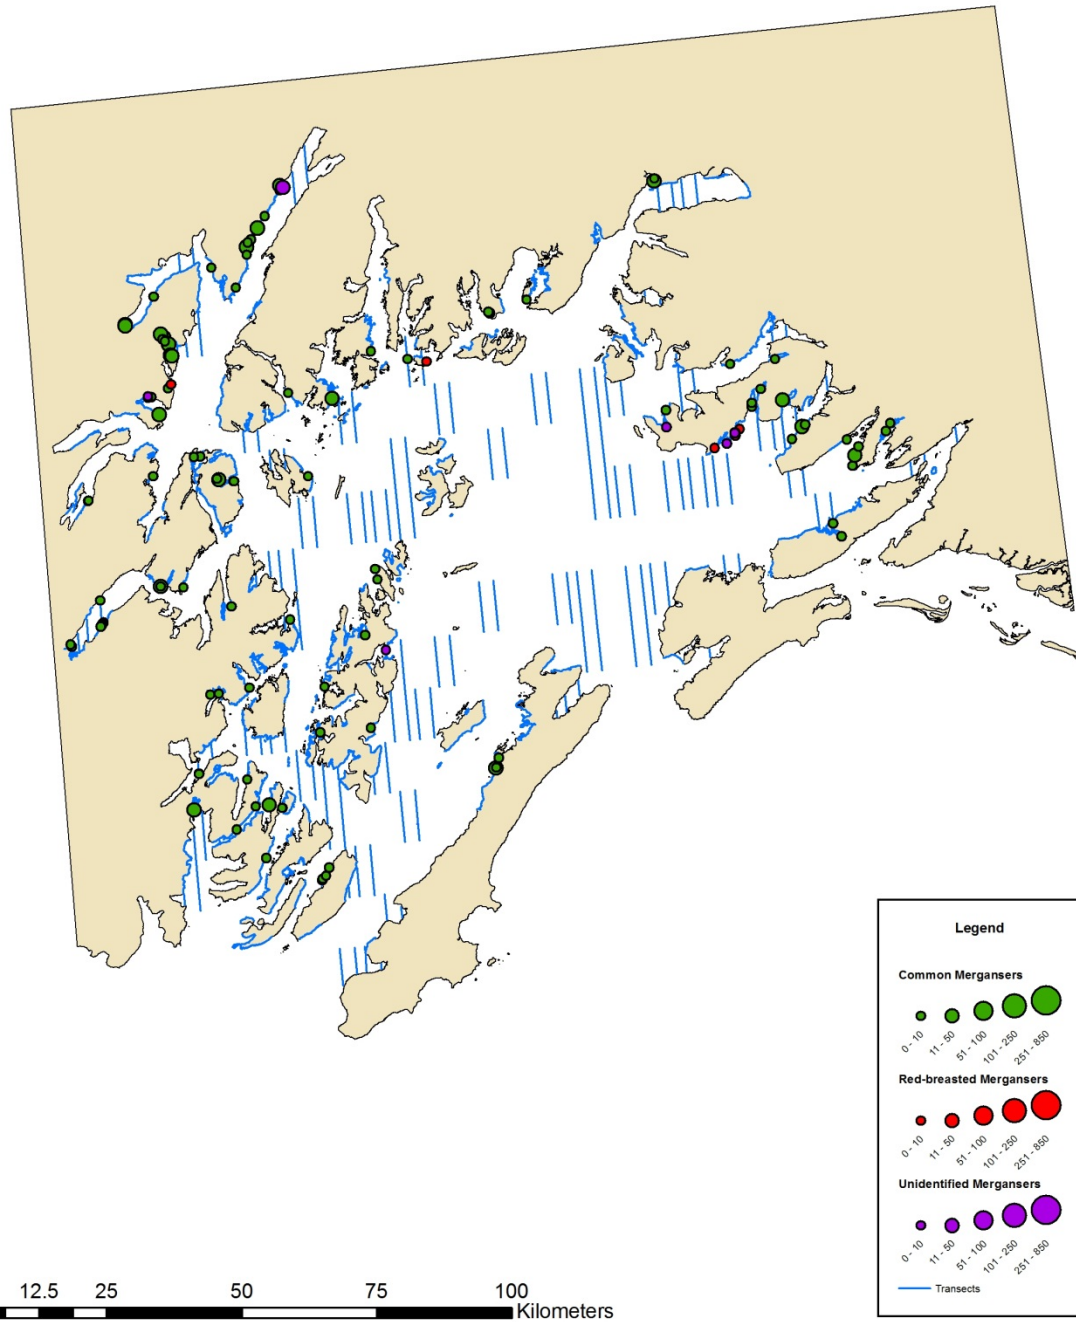 Legend
Common Mergansers
0 - 10 11 - 50 51 - 100 101 - 250 251 - 850
Red-breasted Mergansers
0 - 10 11 - 50 51 - 100 101 - 250 251 - 850
Unidentified Mergansers
0 - 10 11 - 50 51 - 100 101 - 250 251 - 850
Transects
12.5 25 50 75 100
Kilometers